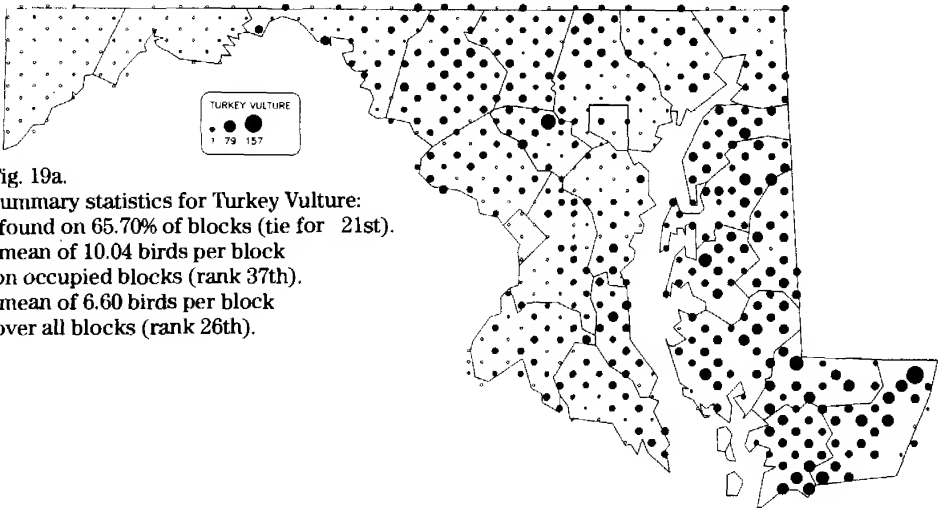 TURKEY VULTURE
1 79 157
ig. 19a.
ummary statistics for Turkey Vulture:
found on 65.70% of blocks (tie for 21st).
mean of 10.04 birds per block
on occupied blocks (rank 37th).
mean of 6.60 birds per block
over all blocks (rank 26th).